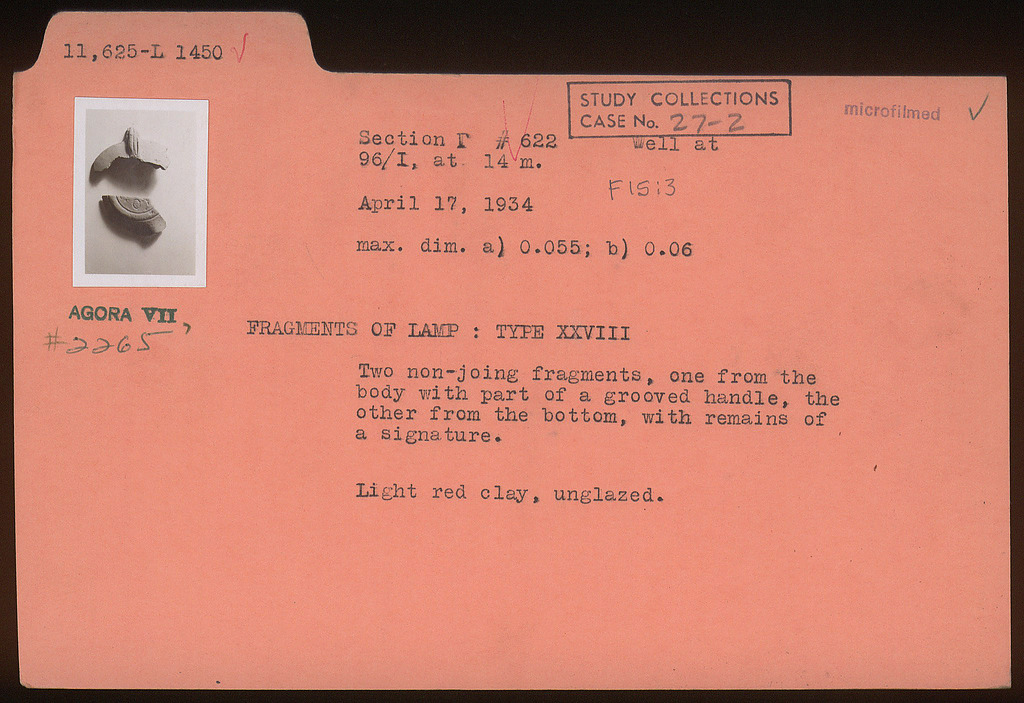 11,625-L 1450 ✓
STUDY COLLECTIONS
CASE No. 27-2
microfilmed ✓
Section Γ # 622 Well at
96/I, at 14 m.
F15:3
April 17, 1934
max. dim. a) 0.055; b) 0.06
AGORA VII,
#2265
FRAGMENTS OF LAMP : TYPE XXVIII
Two non-joing fragments, one from the
body with part of a grooved handle, the
other from the bottom, with remains of
a signature.
Light red clay, unglazed.